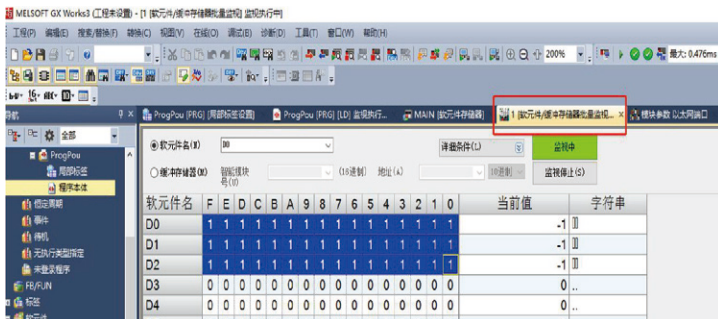 MELSOFT GX Works3 (工程未设置) - [1 [软元件/缓冲存储器批量监视] 监视执行中]
工程(P) 编辑(E) 搜索/替换(F) 转换(C) 视图(V) 在线(O) 调试(B) 诊断(D) 工具(T) 窗口(W) 帮助(H)
200% 最大: 0.476ms
导航 ProgPou [PRG] [局部标签设置] ProgPou [PRG] [LD] 监视执行... MAIN [软元件存储器] 1 [软元件/缓冲存储器批量监视... 模块参数 以太网端口
全部
ProgPou
局部标签
程序本体
恒定周期
事件
待机
无执行类型指定
未登录程序
FB/FUN
标签
软元件
软元件名(N) D0 详细条件(L) 监视中
缓冲存储器(M) 智能模块号(U) (16进制) 地址(A) 10进制 监视停止(S)
软元件名 F E D C B A 9 8 7 6 5 4 3 2 1 0 当前值 字符串
D0 1 1 1 1 1 1 1 1 1 1 1 1 1 1 1 1 -1
D1 1 1 1 1 1 1 1 1 1 1 1 1 1 1 1 1 -1
D2 1 1 1 1 1 1 1 1 1 1 1 1 1 1 1 1 -1
D3 0 0 0 0 0 0 0 0 0 0 0 0 0 0 0 0 0 ..
D4 0 0 0 0 0 0 0 0 0 0 0 0 0 0 0 0 0 ..